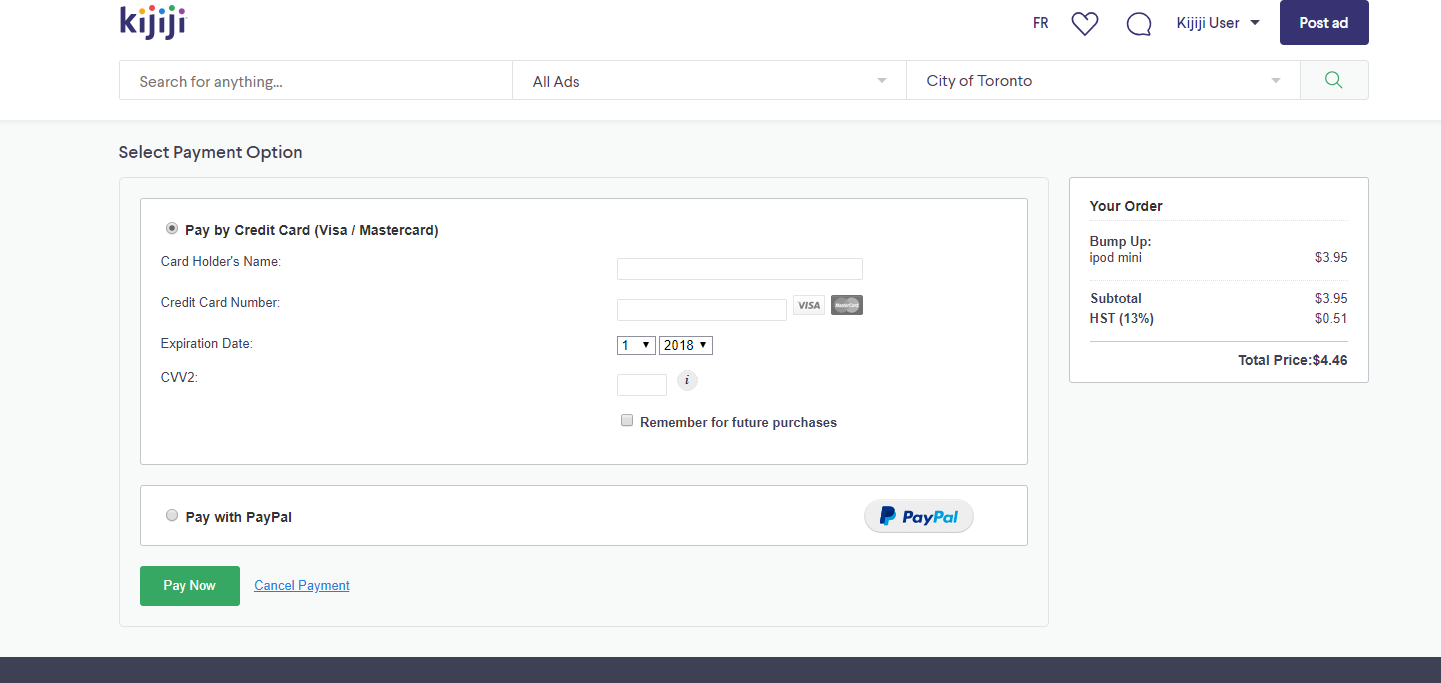 kijiji
FR
Kijiji User
Post ad
Search for anything...
All Ads
City of Toronto
Select Payment Option
Pay by Credit Card (Visa / Mastercard)
Card Holder's Name:
Credit Card Number:
VISA
MasterCard
Expiration Date:
1
2018
CVV2:
i
Remember for future purchases
Pay with PayPal
PayPal
Pay Now
Cancel Payment
Your Order
Bump Up:
ipod mini $3.95
Subtotal $3.95
HST (13%) $0.51
Total Price:$4.46